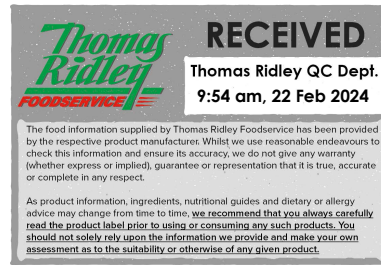 Thomas
Ridley
FOODSERVICE
RECEIVED
Thomas Ridley QC Dept.
9:54 am, 22 Feb 2024
The food information supplied by Thomas Ridley Foodservice has been provided
by the respective product manufacturer. Whilst we use reasonable endeavours to
check this information and ensure its accuracy, we do not give any warranty
(whether express or implied), guarantee or representation that it is true, accurate
or complete in any respect.
As product information, ingredients, nutritional guides and dietary or allergy
advice may change from time to time, we recommend that you always carefully
read the product label prior to using or consuming any such products. You
should not solely rely upon the information we provide and make your own
assessment as to the suitability or otherwise of any given product.